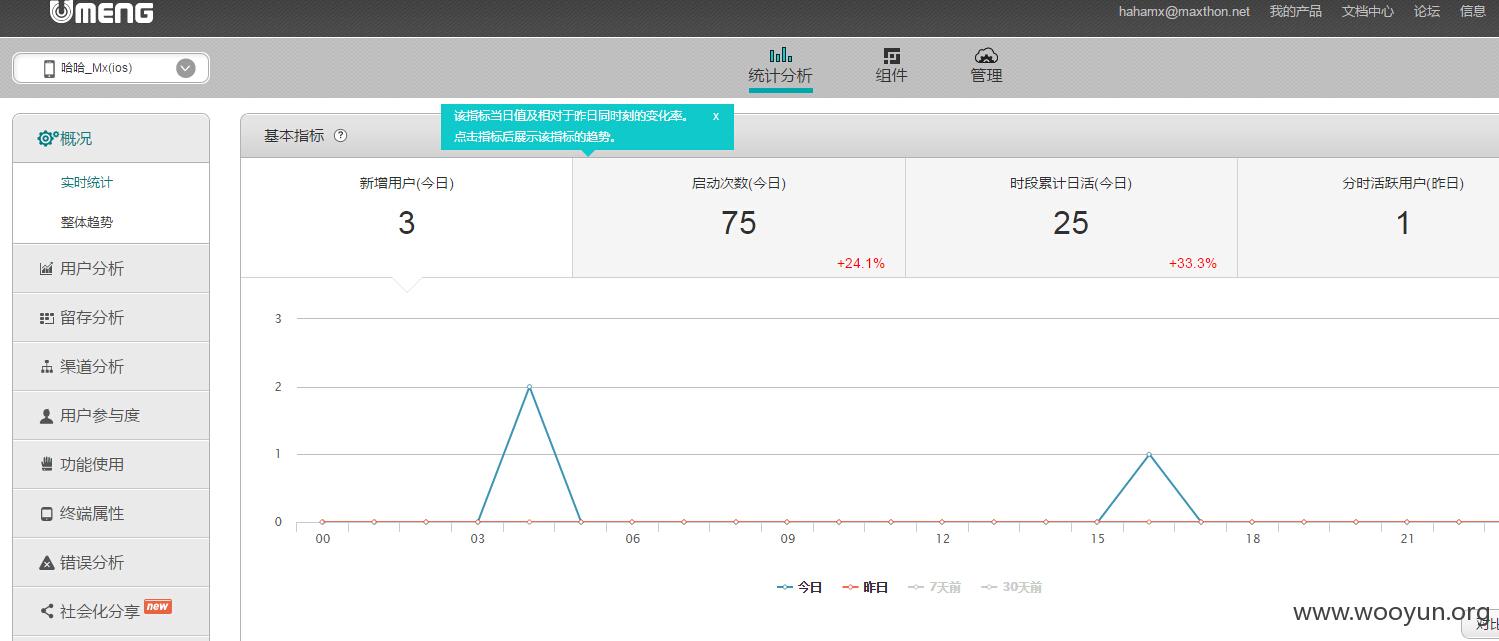 UMENG
hahamx@maxthon.net 我的产品 文档中心 论坛 信息
哈哈_Mx(ios)
统计分析 组件 管理
该指标当日值及相对于昨日同时刻的变化率。 x
点击指标后展示该指标的趋势。
概况
实时统计
整体趋势
用户分析
留存分析
渠道分析
用户参与度
功能使用
终端属性
错误分析
社会化分享 new
基本指标 ?
新增用户(今日) 启动次数(今日) 时段累计日活(今日) 分时活跃用户(昨日)
3 75 25 1
+24.1% +33.3%
3
2
1
0
00 03 06 09 12 15 18 21
今日 昨日 7天前 30天前
www.wooyun.org
对比